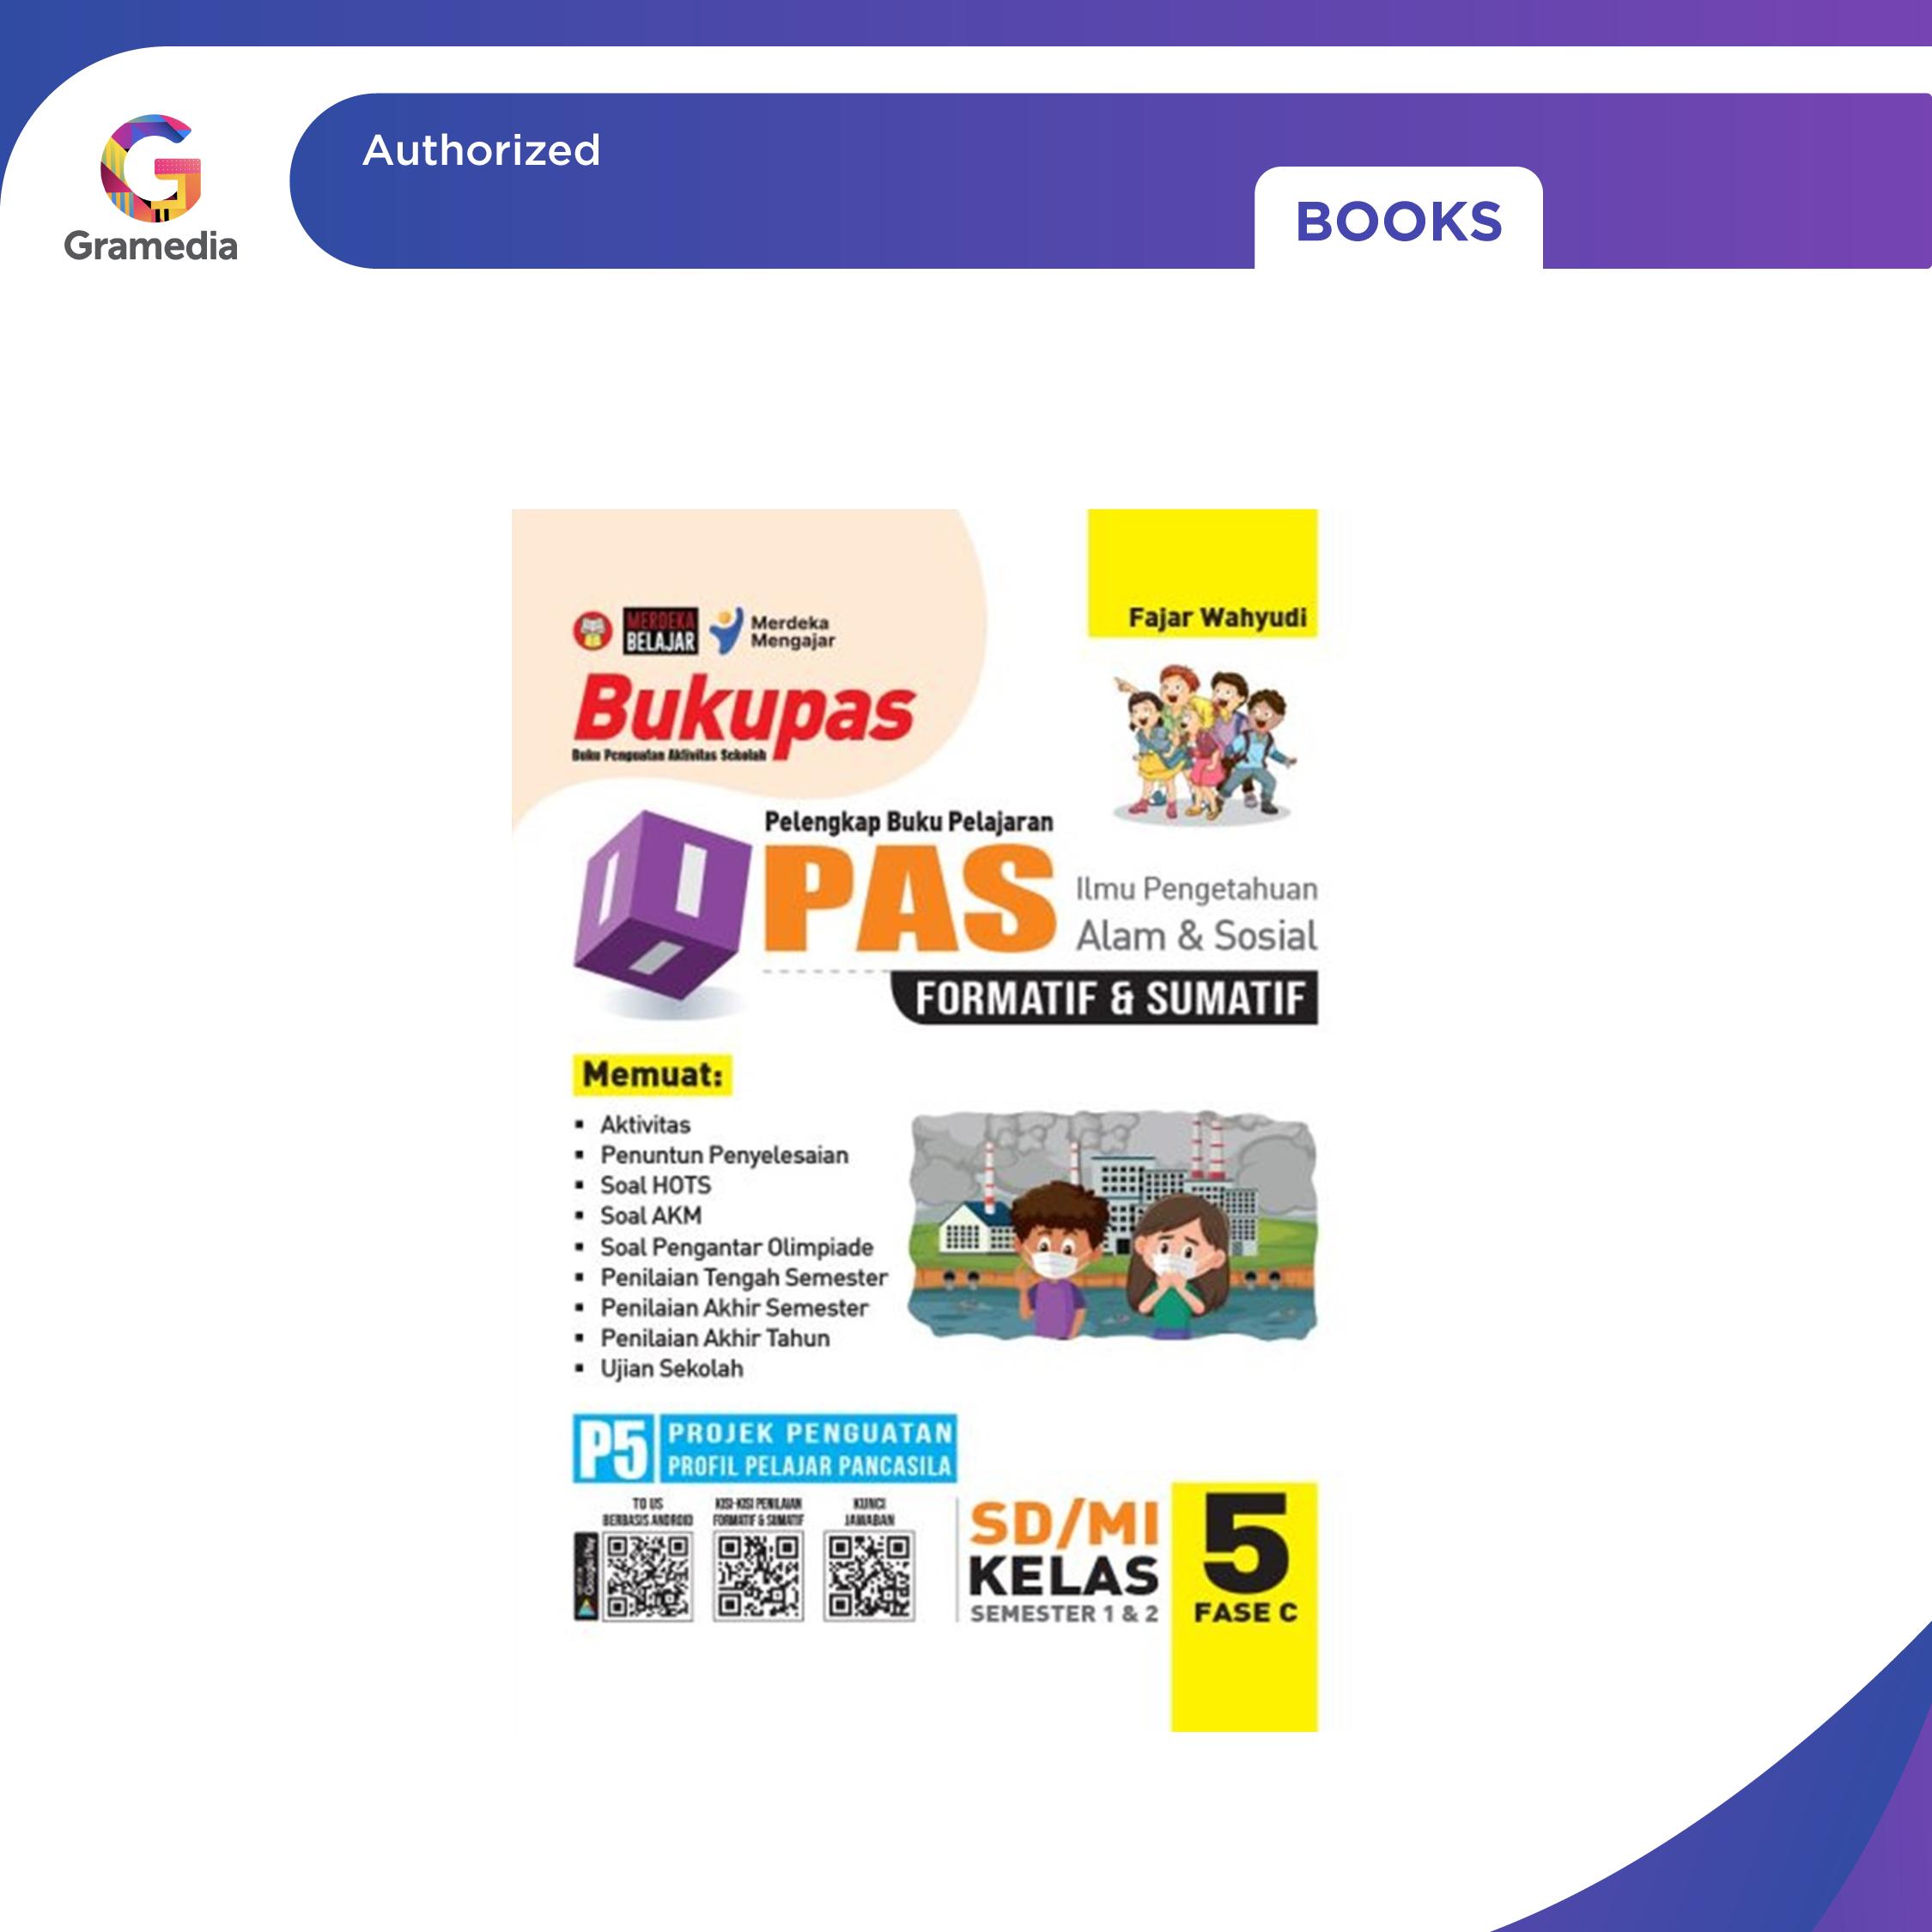 Gramedia
Authorized
BOOKS
Fajar Wahyudi
MERDEKA
BELAJAR
Merdeka
Mengajar
Bukupas
Buku Penguatan Aktivitas Sekolah
Pelengkap Buku Pelajaran
IPAS
Ilmu Pengetahuan
Alam & Sosial
FORMATIF & SUMATIF
Memuat:
▪ Aktivitas
▪ Penuntun Penyelesaian
▪ Soal HOTS
▪ Soal AKM
▪ Soal Pengantar Olimpiade
▪ Penilaian Tengah Semester
▪ Penilaian Akhir Semester
▪ Penilaian Akhir Tahun
▪ Ujian Sekolah
P5 PROJEK PENGUATAN
PROFIL PELAJAR PANCASILA
TO US
BERBASIS ANDROID
KISI-KISI PENILAIAN
FORMATIF & SUMATIF
KUNCI
JAWABAN
Google Play
SD/MI
KELAS
SEMESTER 1 & 2
5
FASE C